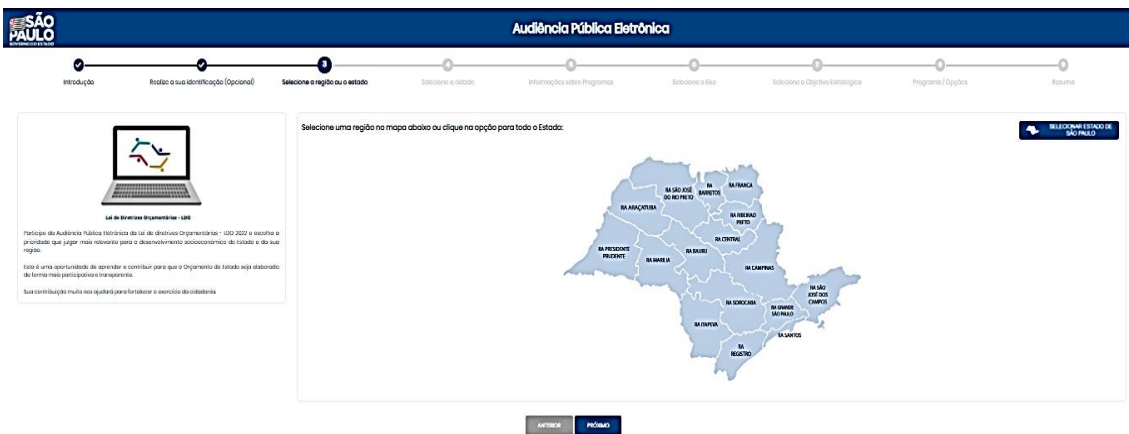 SÃO
PAULO
GOVERNO DO ESTADO
Audiência Pública Eletrônica
3
Introdução
Realize a sua identificação (Opcional)
Selecione a região ou o estado
Selecione a cidade
Informações sobre Programas
Selecione o Eixo
Selecione o Objetivo Estratégico
Programa / Opções
Resumo
Lei de Diretrizes Orçamentárias - LDO
Participe da Audiência Pública Eletrônica da Lei de diretrizes Orçamentárias - LDO 2022 e escolha a
prioridade que julgar mais relevante para o desenvolvimento socioeconômico do Estado e da sua
região.
Esta é uma oportunidade de aprender e contribuir para que o Orçamento do Estado seja elaborado
de forma mais participativa e transparente.
Sua contribuição muito nos ajudará para fortalecer o exercício da cidadania.
Selecione uma região no mapa abaixo ou clique na opção para todo o Estado:
SELECIONAR ESTADO DE
SÃO PAULO
RA SÃO JOSÉ
DO RIO PRETO
RA
BARRETOS
RA FRANCA
RA ARAÇATUBA
RA RIBEIRAO
PRETO
RA CENTRAL
RA PRESIDENTE
PRUDENTE
RA MARILIA
RA BAURU
RA CAMPINAS
RA SÃO
JOSÉ DOS
CAMPOS
RA SOROCABA
RA GRANDE
SÃO PAULO
RA ITAPEVA
RA SANTOS
RA
REGISTRO
ANTERIOR
PRÓXIMO